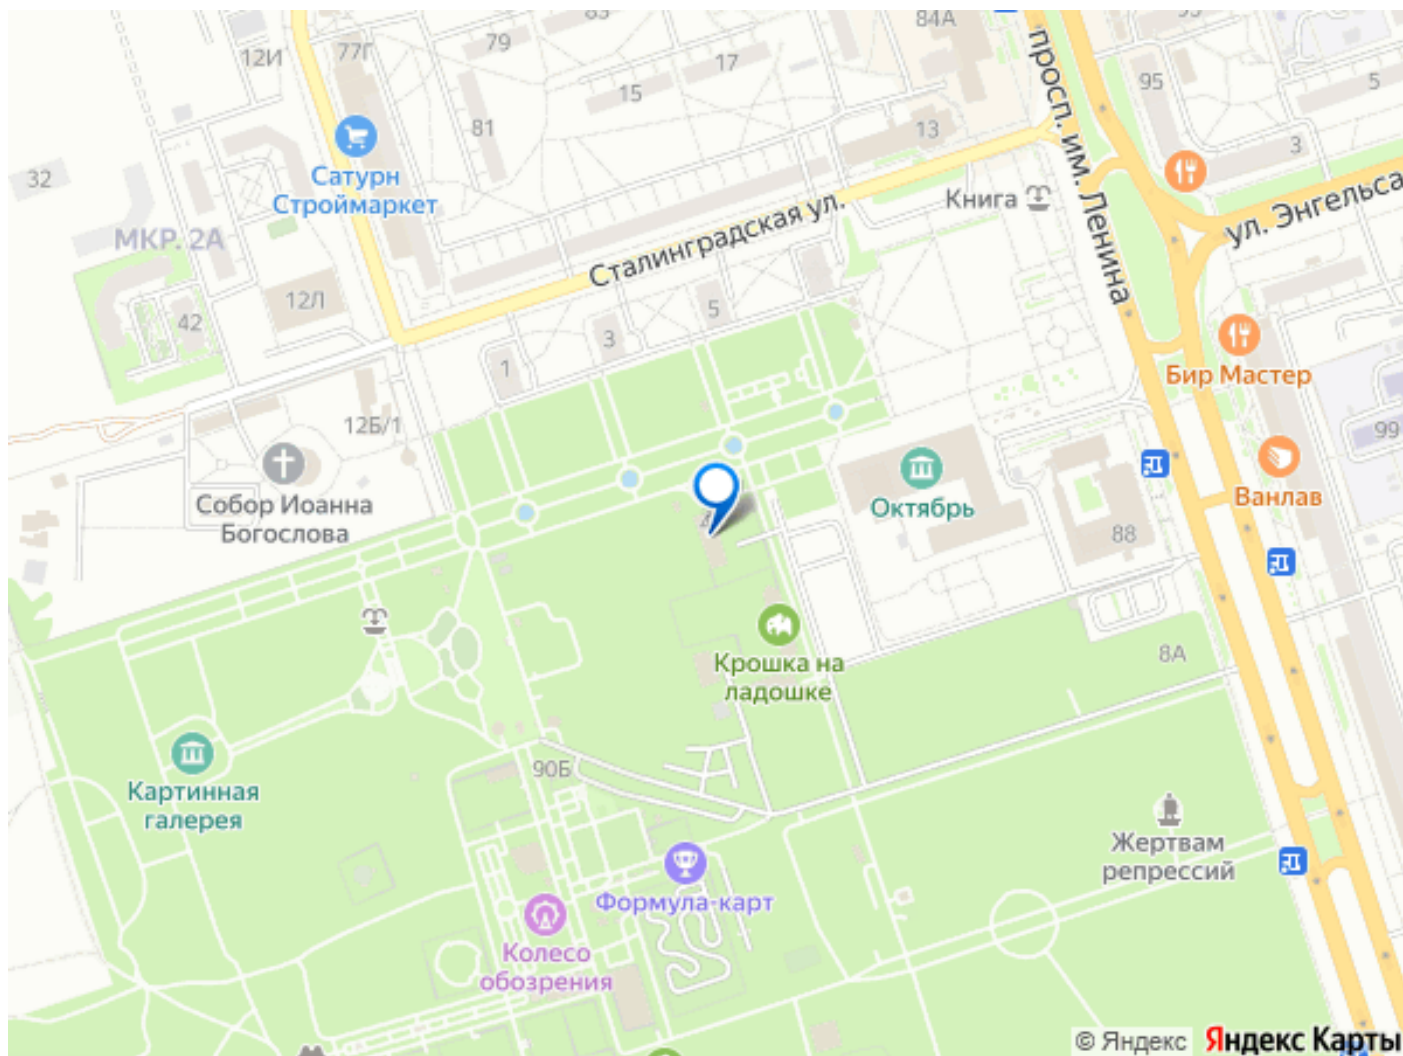 83
84А
12И
77Г
79
17
95
5
15
81
13
3
32
просп. им. Ленина
Сатурн
Строймаркет
Книга
ул. Энгельса
МКР. 2А
Сталинградская ул.
12Л
42
5
3
1
Бир Мастер
12Б/1
99
Собор Иоанна
Богослова
Октябрь
Ванлав
88
8А
Крошка на
ладошке
90Б
Картинная
галерея
Жертвам
репрессий
Формула-карт
Колесо
обозрения
© Яндекс Яндекс Карты